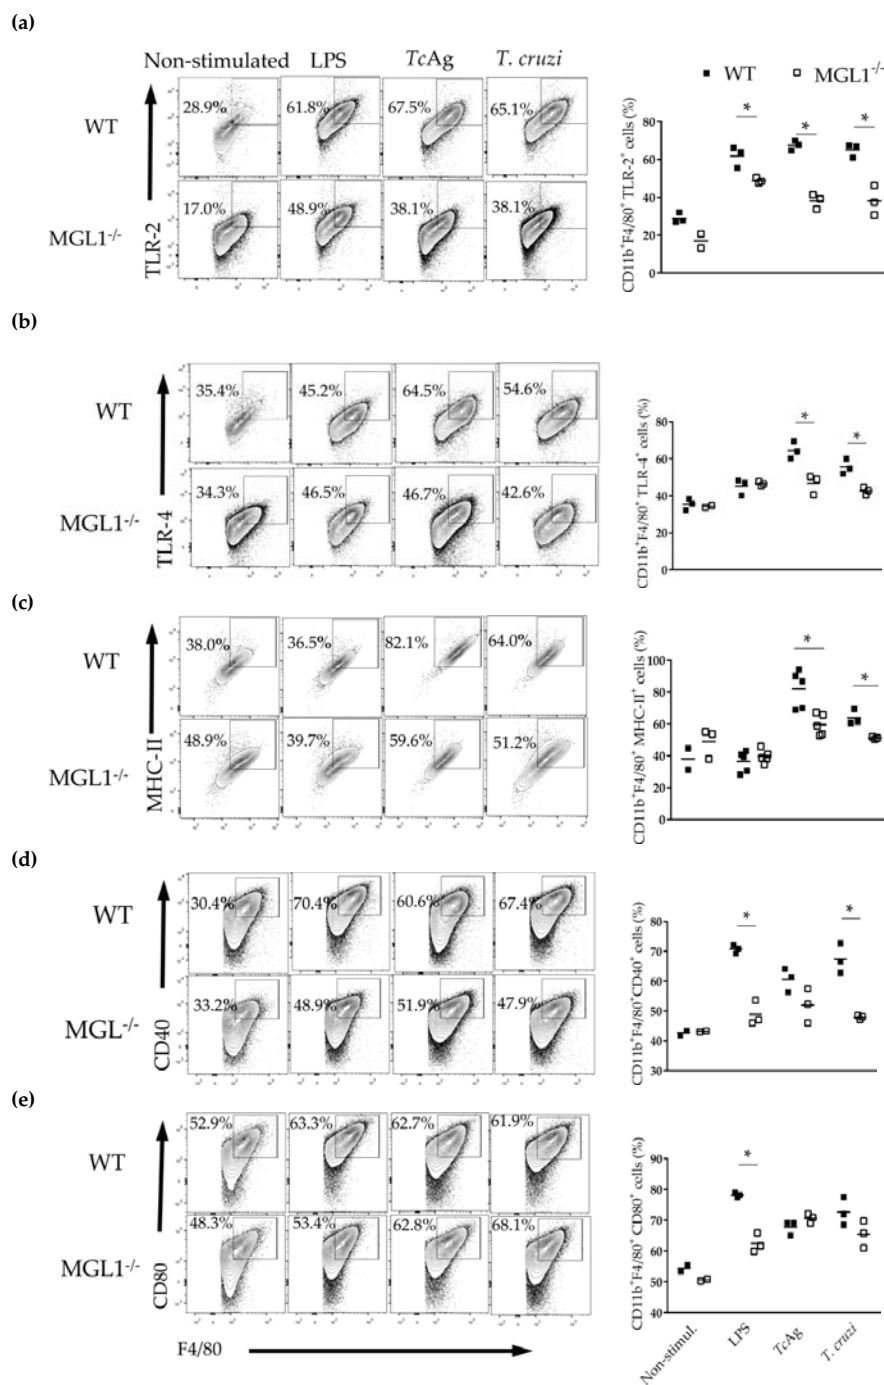 (a)
Non-stimulated LPS TcAg T. cruzi
WT MGL1-/-
WT
28.9% 61.8% 67.5% 65.1%
MGL1-/-
17.0% 48.9% 38.1% 38.1%
TLR-2
CD11b+F4/80+ TLR-2+ cells (%)
80
60
40
20
0
* * *
(b)
WT
35.4% 45.2% 64.5% 54.6%
MGL1-/-
34.3% 46.5% 46.7% 42.6%
TLR-4
CD11b+F4/80+ TLR-4+ cells (%)
80
60
40
20
0
* *
(c)
WT
38.0% 36.5% 82.1% 64.0%
MGL1-/-
48.9% 39.7% 59.6% 51.2%
MHC-II
CD11b+F4/80+ MHC-II+ cells (%)
100
80
60
40
20
0
* *
(d)
WT
30.4% 70.4% 60.6% 67.4%
MGL-/-
33.2% 48.9% 51.9% 47.9%
CD40
CD11b+F4/80+CD40+ cells (%)
80
70
60
50
40
30
* *
(e)
WT
52.9% 63.3% 62.7% 61.9%
MGL1-/-
48.3% 53.4% 62.8% 68.1%
CD80
F4/80
CD11b+F4/80+ CD80+ cells (%)
90
80
70
60
50
40
*
Non-stimul. LPS TcAg T. cruzi